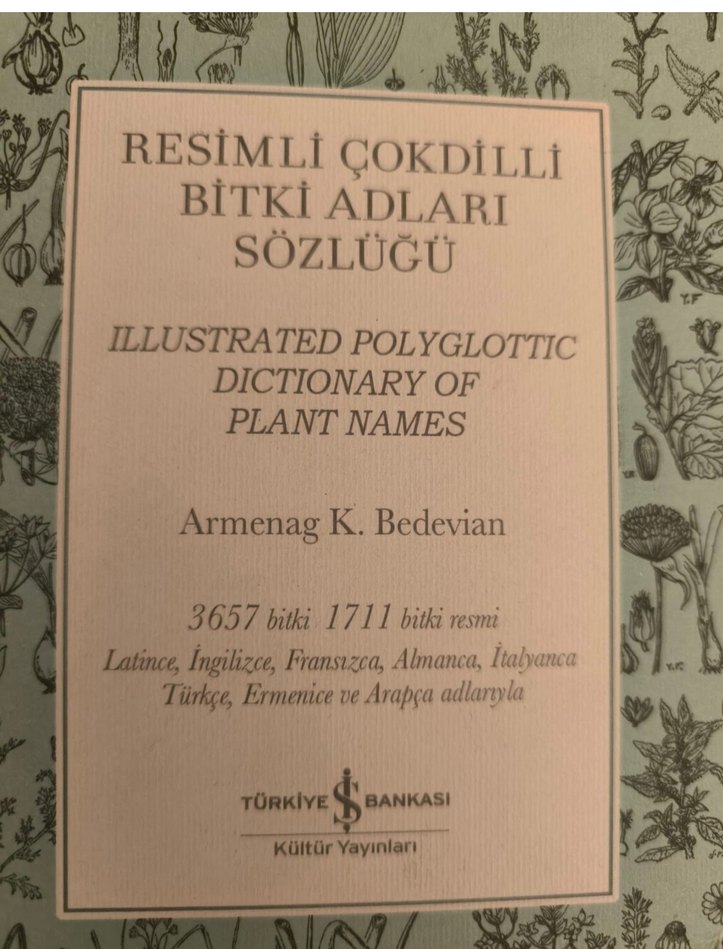 RESİMLİ ÇOKDİLLİ
BİTKİ ADLARI
SÖZLÜĞÜ
ILLUSTRATED POLYGLOTTIC
DICTIONARY OF
PLANT NAMES
Armenag K. Bedevian
3657 bitki 1711 bitki resmi
Latince, İngilizce, Fransızca, Almanca, İtalyanca
Türkçe, Ermenice ve Arapça adlarıyla
TÜRKİYE İŞ BANKASI
Kültür Yayınları
Y.F.